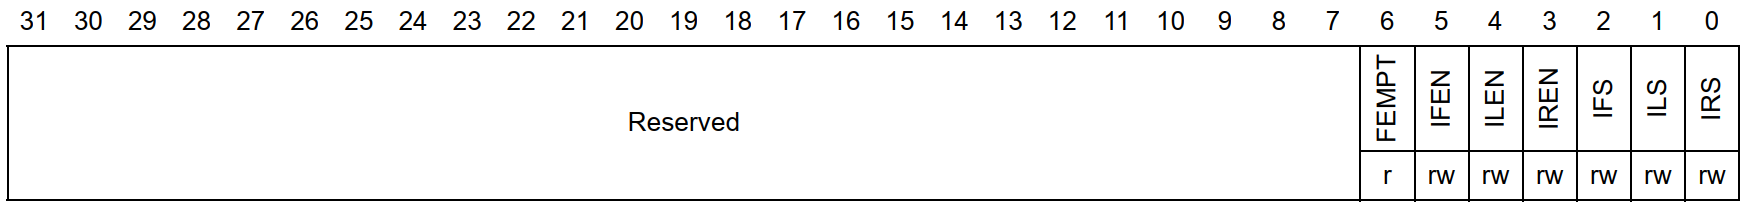 31 30 29 28 27 26 25 24 23 22 21 20 19 18 17 16 15 14 13 12 11 10 9 8 7 6 5 4 3 2 1 0
Reserved
FEMPT
IFEN
ILEN
IREN
IFS
ILS
IRS
r rw rw rw rw rw rw